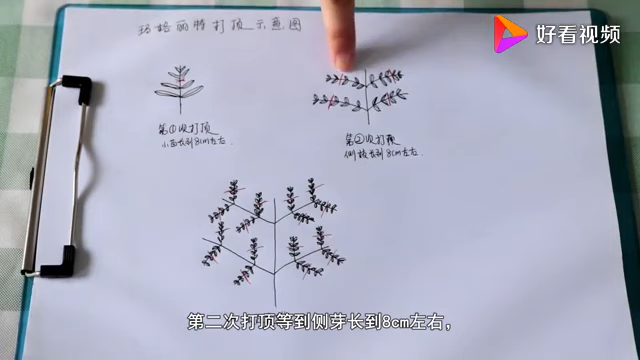 玛格丽特打顶示意图
好看视频
第①次打顶
小苗长到8cm左右.
第②次打顶
侧枝长到8cm左右.
第二次打顶等到侧芽长到8cm左右,